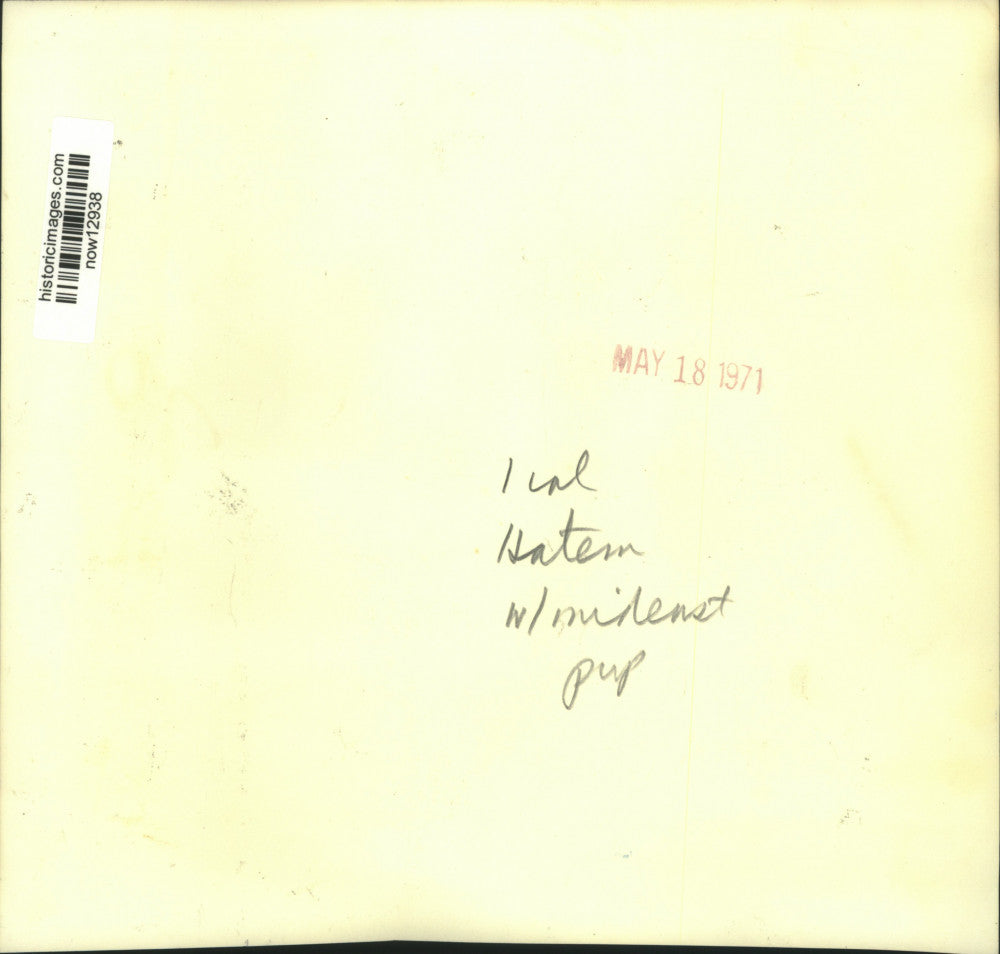 historicimages.com
now12938
MAY 18 1971
1 col
Hatem
w/mideast
pup